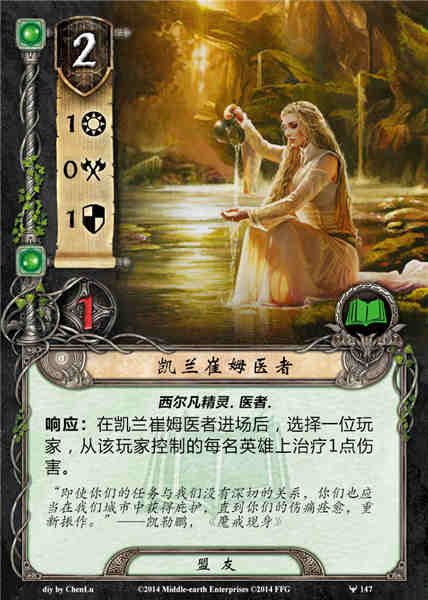 2
1
0
1
1
凯兰崔姆医者
西尔凡精灵. 医者.
响应：在凯兰崔姆医者进场后，选择一位玩
家，从该玩家控制的每名英雄上治疗1点伤
害。
“即使你们的任务与我们没有深切的关系，你们也应
当在我们城市中获得庇护，直到你们的伤痛痊愈，重
新振作。”——凯勒鹏，《魔戒现身》
盟友
diy by ChenLu
©2014 Middle-earth Enterprises ©2014 FFG
147